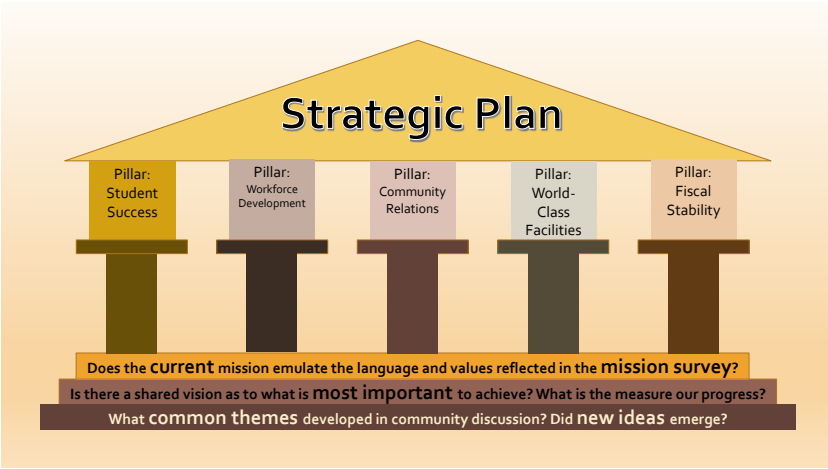 Strategic Plan
Pillar:
Student
Success
Pillar:
Workforce
Development
Pillar:
Community
Relations
Pillar:
World-
Class
Facilities
Pillar:
Fiscal
Stability
Does the current mission emulate the language and values reflected in the mission survey?
Is there a shared vision as to what is most important to achieve? What is the measure our progress?
What common themes developed in community discussion? Did new ideas emerge?